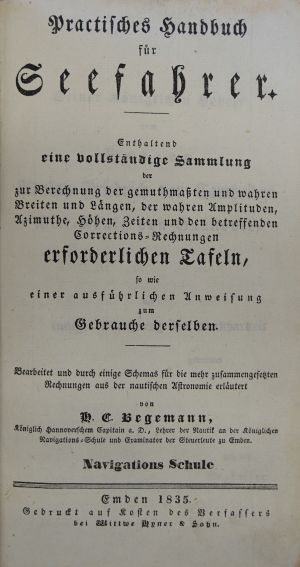 Practisches Handbuch
für
Seefahrer.
Enthaltend
eine vollständige Sammlung
der
zur Berechnung der gemuthmaßten und wahren
Breiten und Längen, der wahren Amplituden,
Azimuthe, Höhen, Zeiten und den betreffenden
Corrections-Rechnungen
erforderlichen Tafeln,
so wie
einer ausführlichen Anweisung
zum
Gebrauche derselben.
Bearbeitet und durch einige Schemas für die mehr zusammengesetzten
Rechnungen aus der nautischen Astronomie erläutert
von
H. C. Begemann,
Königlich Hannoverschem Capitain a. D., Lehrer der Nautik an der Königlichen
Navigations-Schule und Examinator der Steuerleute zu Emden.
Navigations Schule
Emden 1835.
Gedruckt auf Kosten des Verfassers
bei Wittwe Hyner & Sohn.